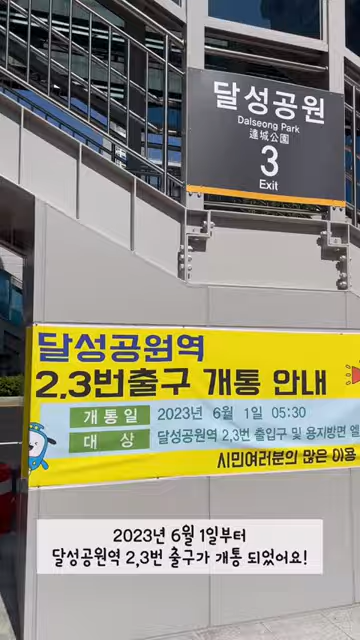 달성공원
Dalseong Park
達城公園
3
Exit
달성공원역
2,3번출구 개통 안내
개 통 일 2023년 6월 1일 05:30
대 상 달성공원역 2,3번 출입구 및 용지방면 엘
시민여러분의 많은 이용
2023년 6월 1일부터
달성공원역 2,3번 출구가 개통 되었어요!